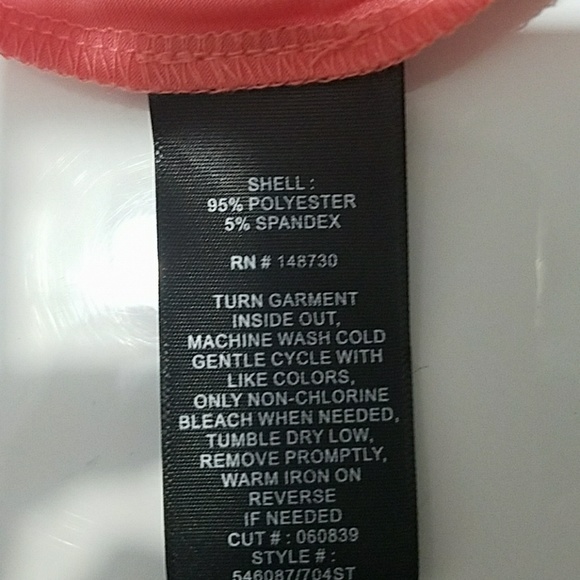 SHELL :
95% POLYESTER
5% SPANDEX
RN # 148730
TURN GARMENT
INSIDE OUT,
MACHINE WASH COLD
GENTLE CYCLE WITH
LIKE COLORS,
ONLY NON-CHLORINE
BLEACH WHEN NEEDED,
TUMBLE DRY LOW,
REMOVE PROMPTLY,
WARM IRON ON
REVERSE
IF NEEDED
CUT # : 060839
STYLE # :
546087/704ST